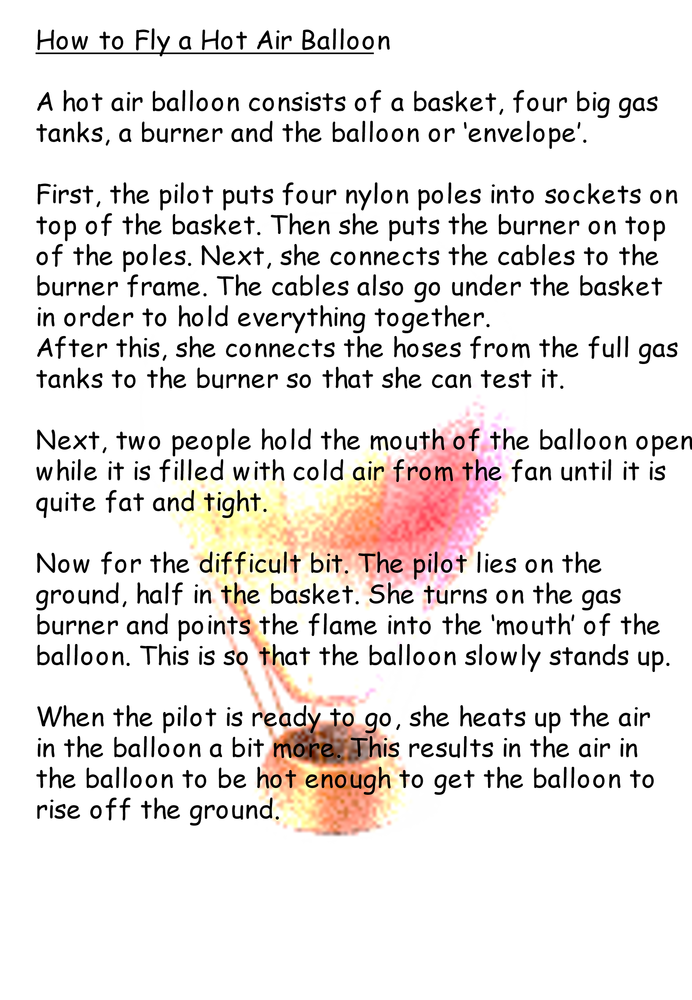 How to Fly a Hot Air Balloon
A hot air balloon consists of a basket, four big gas
tanks, a burner and the balloon or ‘envelope’.
First, the pilot puts four nylon poles into sockets on
top of the basket. Then she puts the burner on top
of the poles. Next, she connects the cables to the
burner frame. The cables also go under the basket
in order to hold everything together.
After this, she connects the hoses from the full gas
tanks to the burner so that she can test it.
Next, two people hold the mouth of the balloon open
while it is filled with cold air from the fan until it is
quite fat and tight.
Now for the difficult bit. The pilot lies on the
ground, half in the basket. She turns on the gas
burner and points the flame into the ‘mouth’ of the
balloon. This is so that the balloon slowly stands up.
When the pilot is ready to go, she heats up the air
in the balloon a bit more. This results in the air in
the balloon to be hot enough to get the balloon to
rise off the ground.